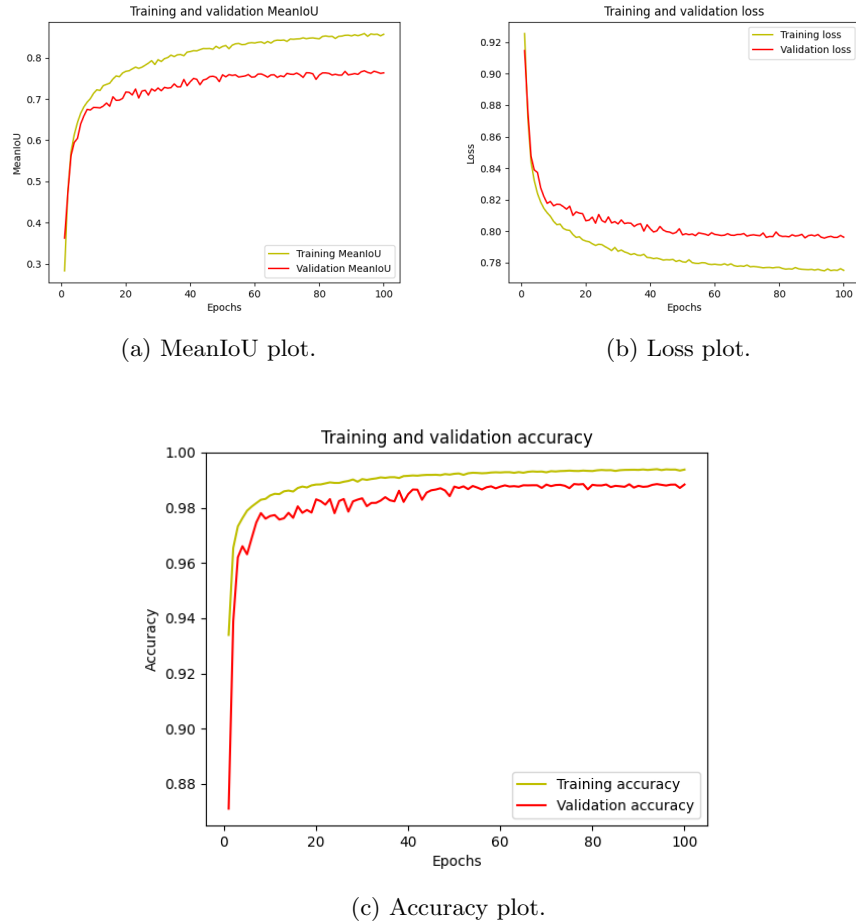 Training and validation MeanIoU
0.8
0.7
0.6
0.5
0.4
0.3
MeanIoU
Training MeanIoU
Validation MeanIoU
0 20 40 60 80 100
Epochs
(a) MeanIoU plot.
Training and validation loss
0.92
0.90
0.88
0.86
0.84
0.82
0.80
0.78
Loss
Training loss
Validation loss
0 20 40 60 80 100
Epochs
(b) Loss plot.
Training and validation accuracy
1.00
0.98
0.96
0.94
0.92
0.90
0.88
Accuracy
Training accuracy
Validation accuracy
0 20 40 60 80 100
Epochs
(c) Accuracy plot.